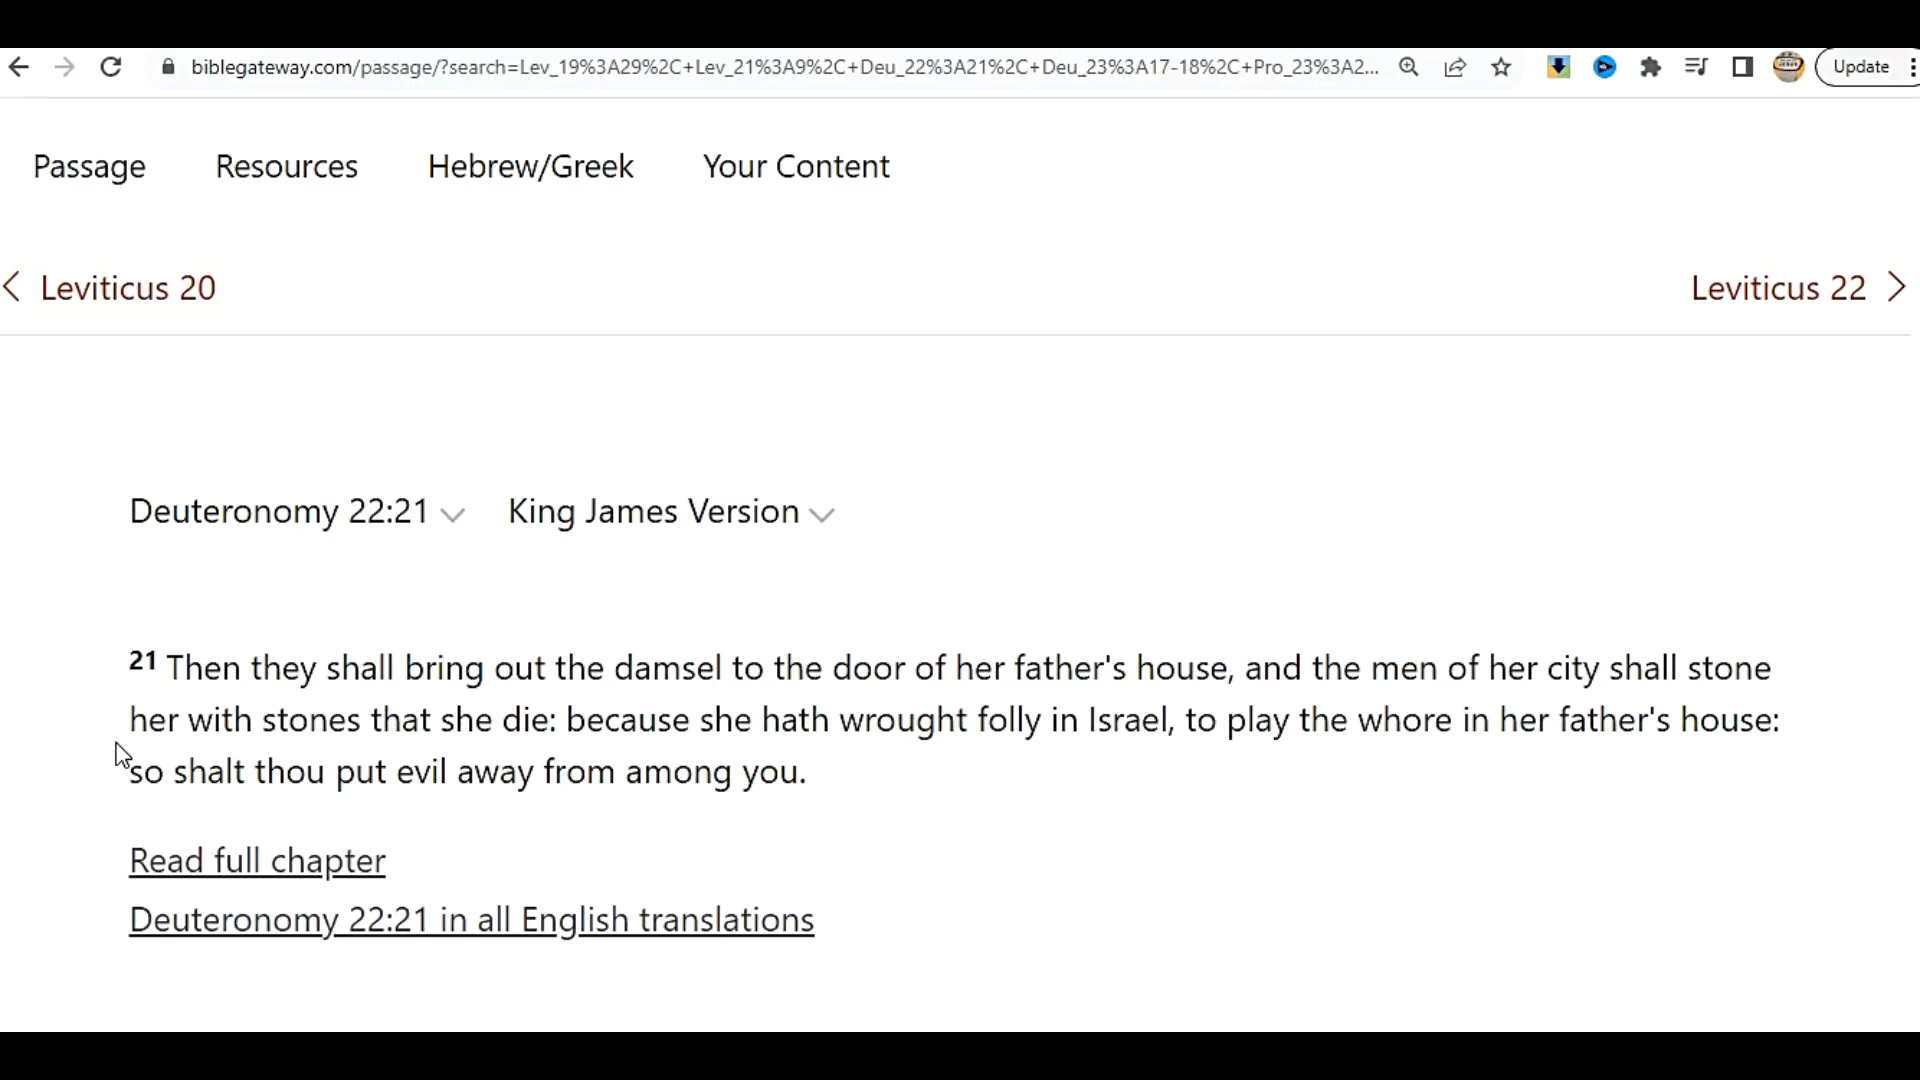 biblegateway.com/passage/?search=Lev_19%3A29%2C+Lev_21%3A9%2C+Deu_22%3A21%2C+Deu_23%3A17-18%2C+Pro_23%3A2...
Update
Passage Resources Hebrew/Greek Your Content
Leviticus 20 Leviticus 22
Deuteronomy 22:21 King James Version
21 Then they shall bring out the damsel to the door of her father's house, and the men of her city shall stone
her with stones that she die: because she hath wrought folly in Israel, to play the whore in her father's house:
so shalt thou put evil away from among you.
Read full chapter
Deuteronomy 22:21 in all English translations